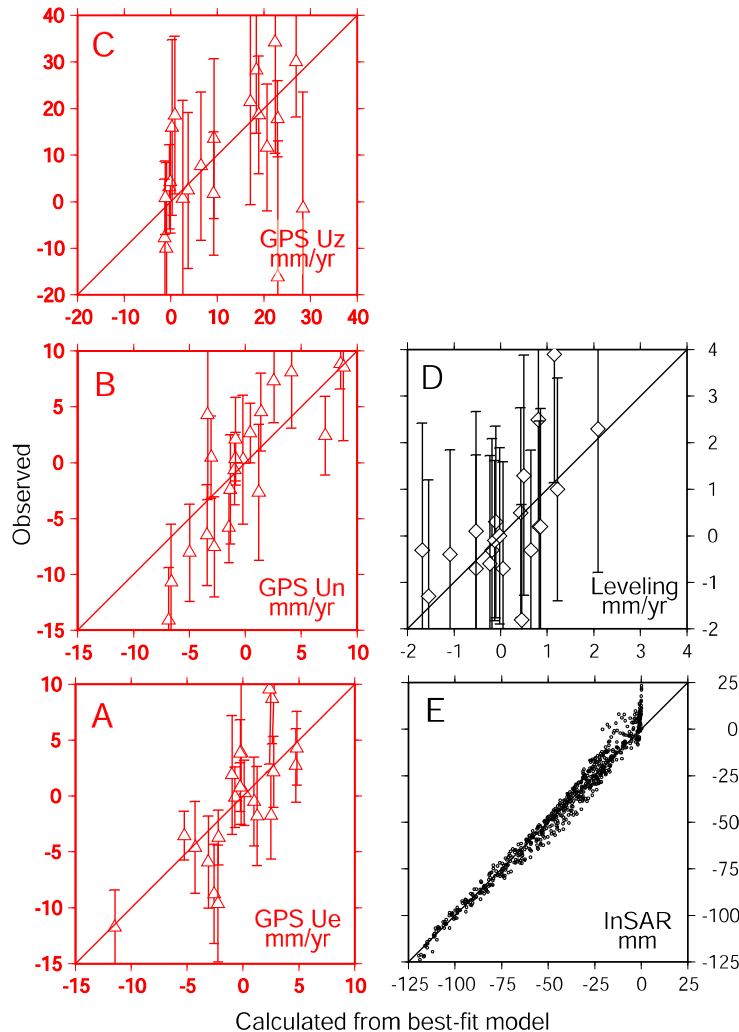 40
30
20
10
0
-10
-20
C
GPS Uz
mm/yr
-20 -10 0 10 20 30 40
10
5
0
-5
-10
-15
B
GPS Un
mm/yr
-15 -10 -5 0 5 10
Observed
4
3
2
1
0
-1
-2
D
Leveling
mm/yr
-2 -1 0 1 2 3 4
10
5
0
-5
-10
-15
A
GPS Ue
mm/yr
-15 -10 -5 0 5 10
25
0
-25
-50
-75
-100
-125
E
InSAR
mm
-125 -100 -75 -50 -25 0 25
Calculated from best-fit model